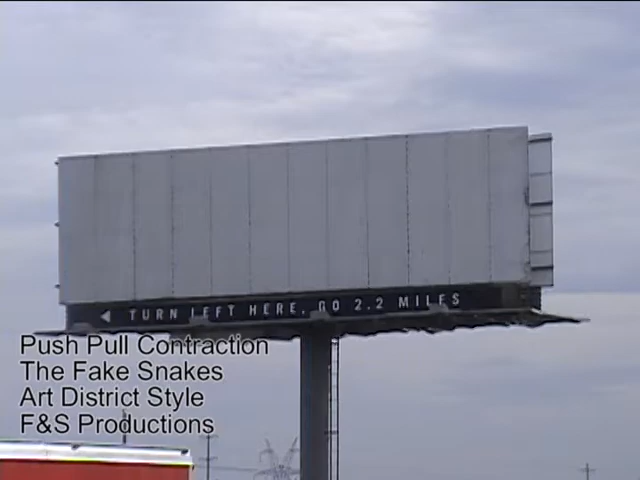 TURN LEFT HERE, GO 2.2 MILES
Push Pull Contraction
The Fake Snakes
Art District Style
F&S Productions